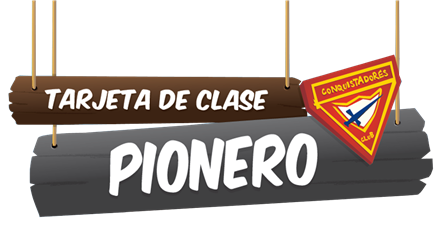 TARJETA DE CLASE
PIONERO
CONQUISTADORES
CLUB